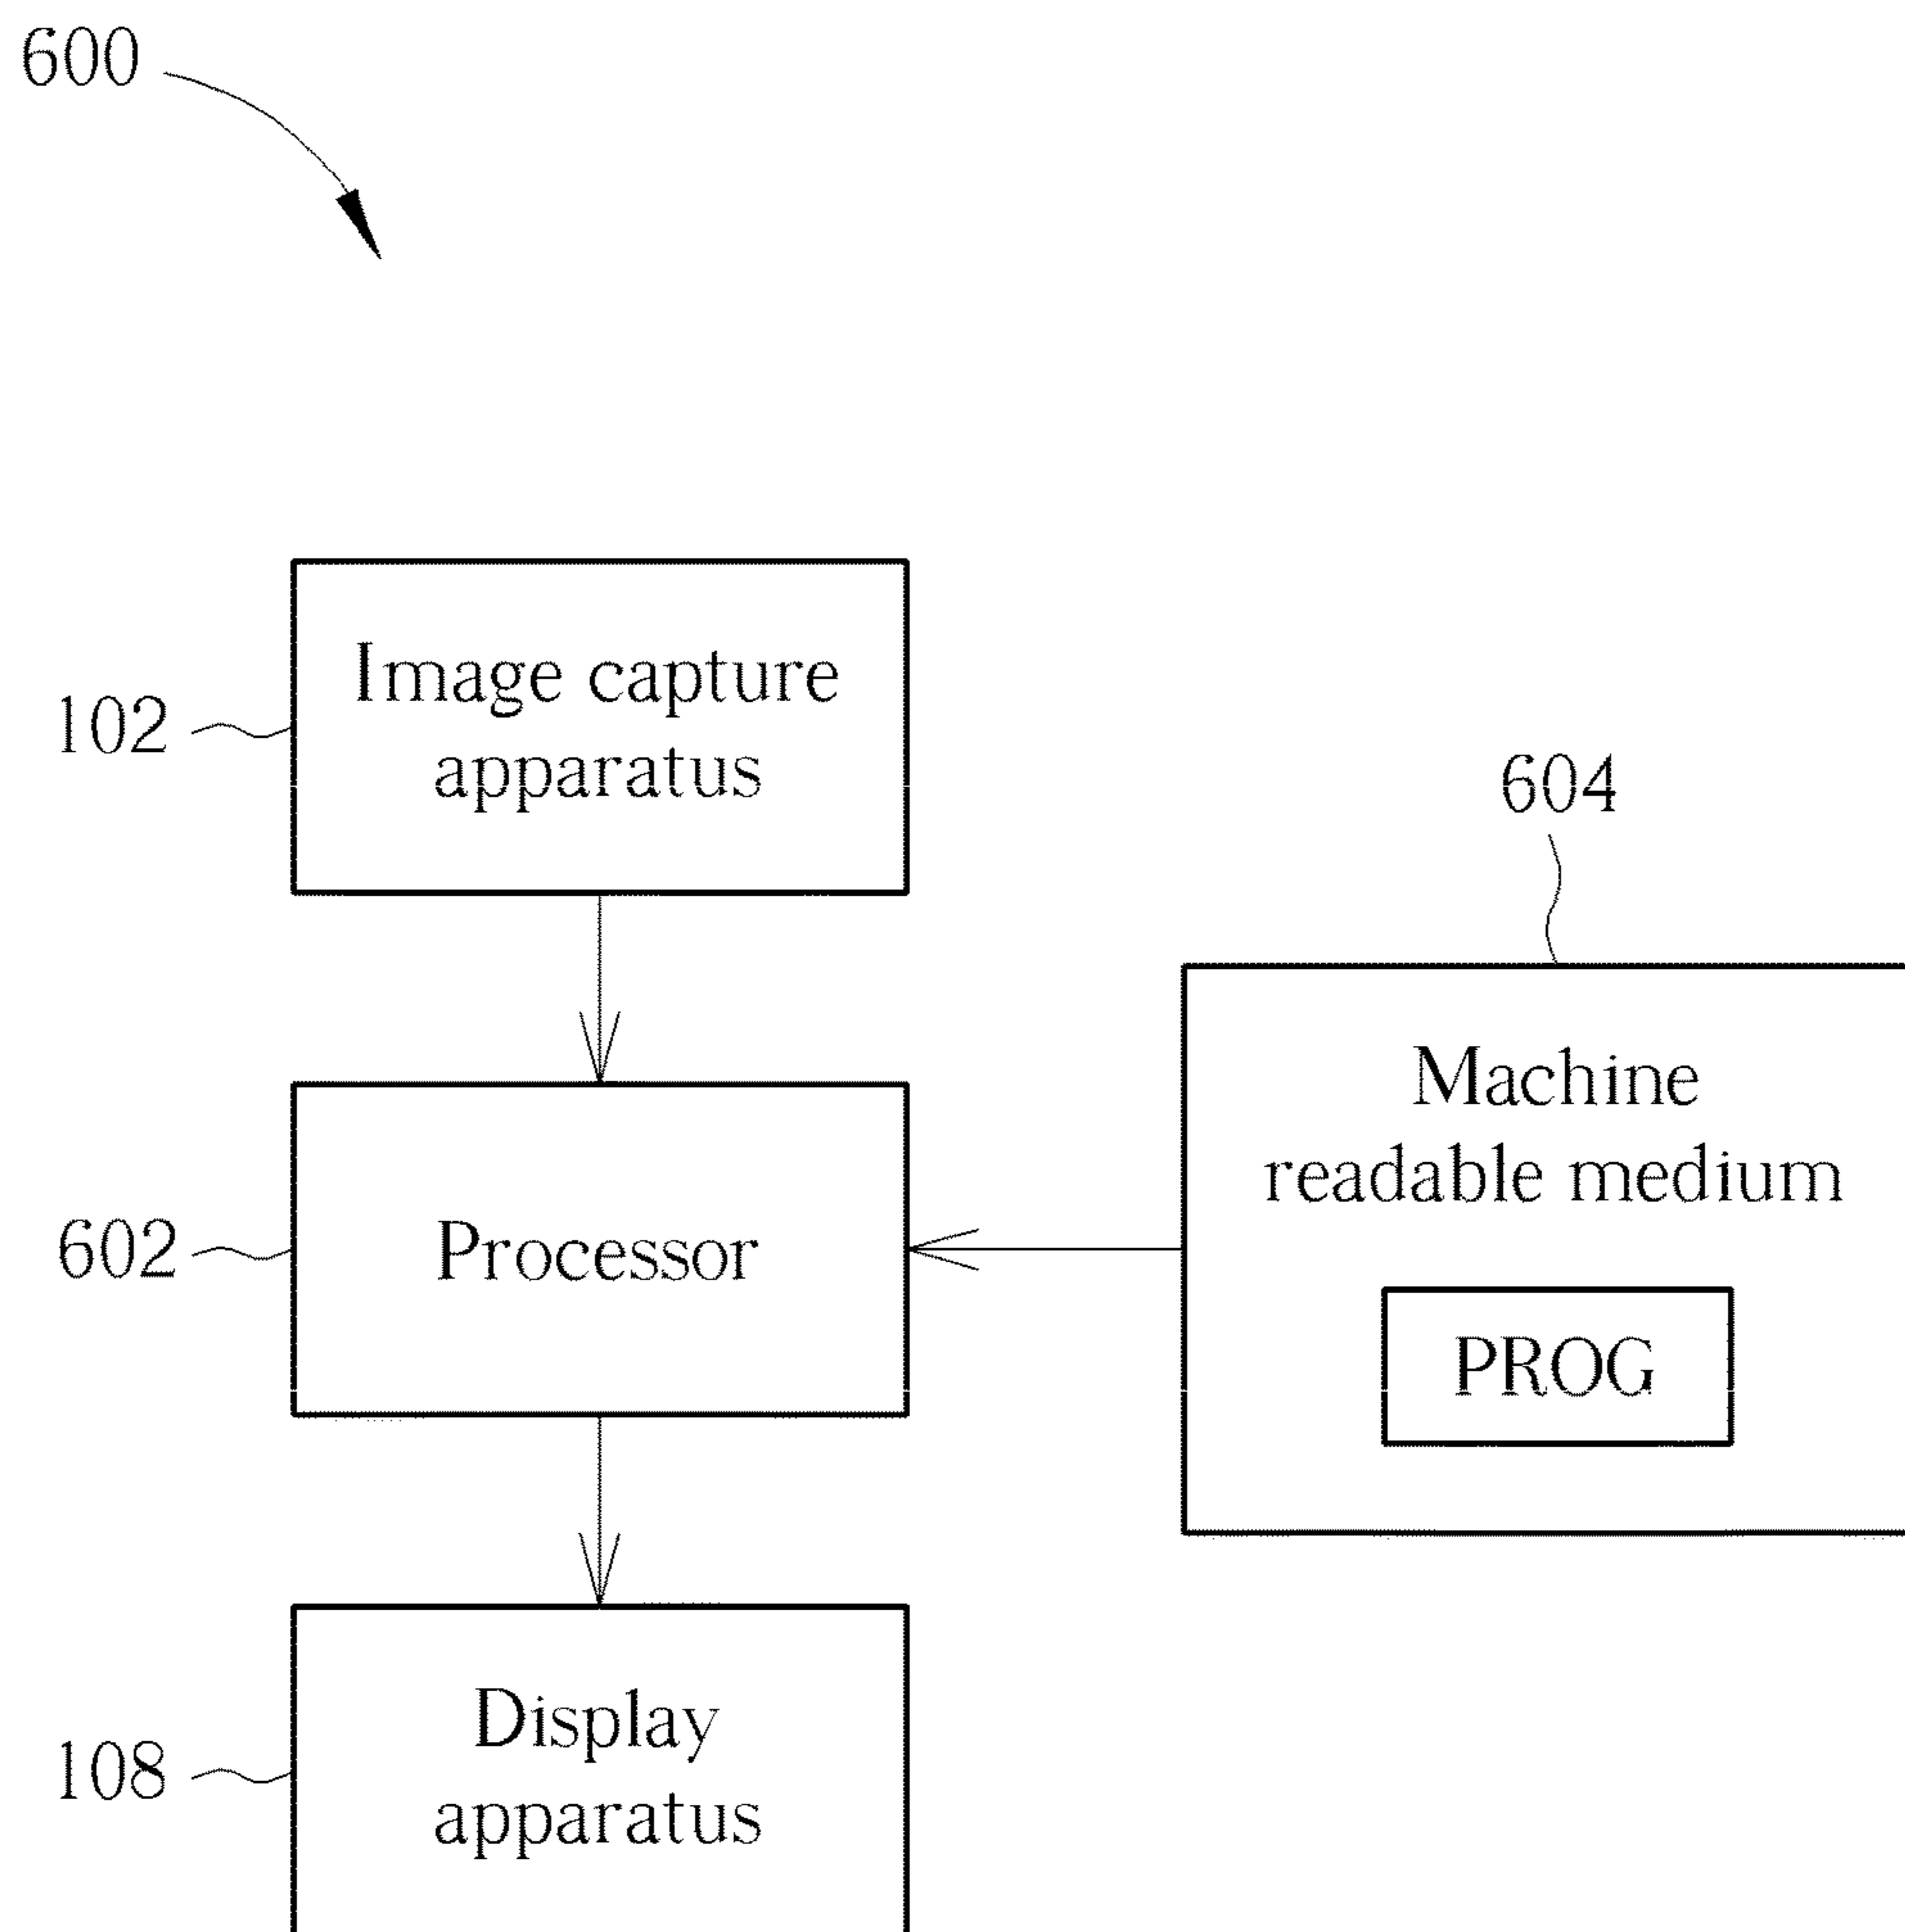 600
102
Image capture
apparatus
604
Machine
readable medium
602
Processor
PROG
108
Display
apparatus